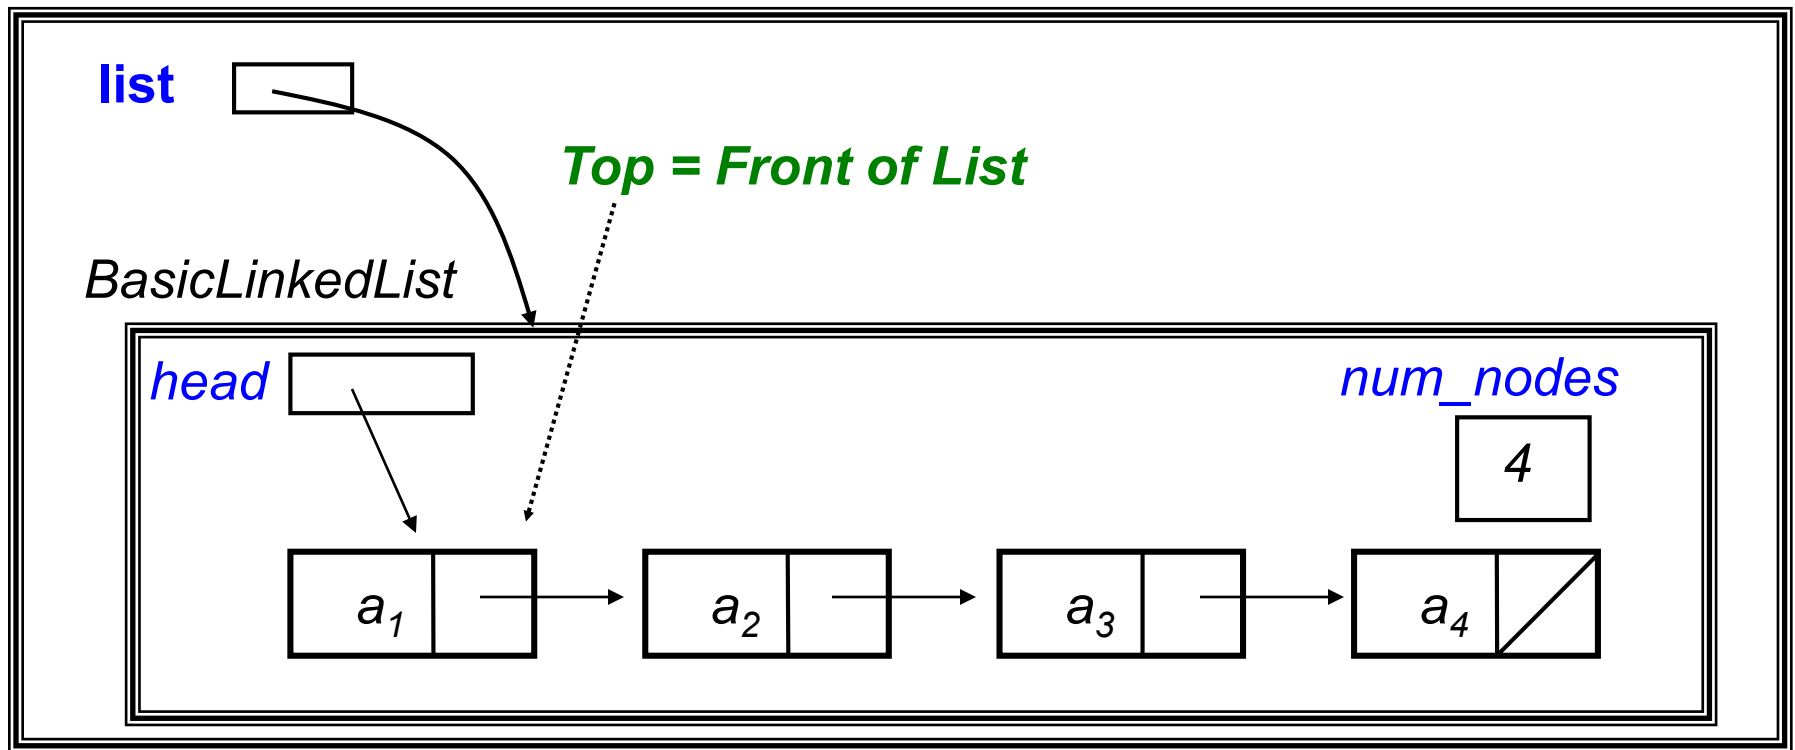 list
Top = Front of List
BasicLinkedList
head
num_nodes
4
a1
a2
a3
a4